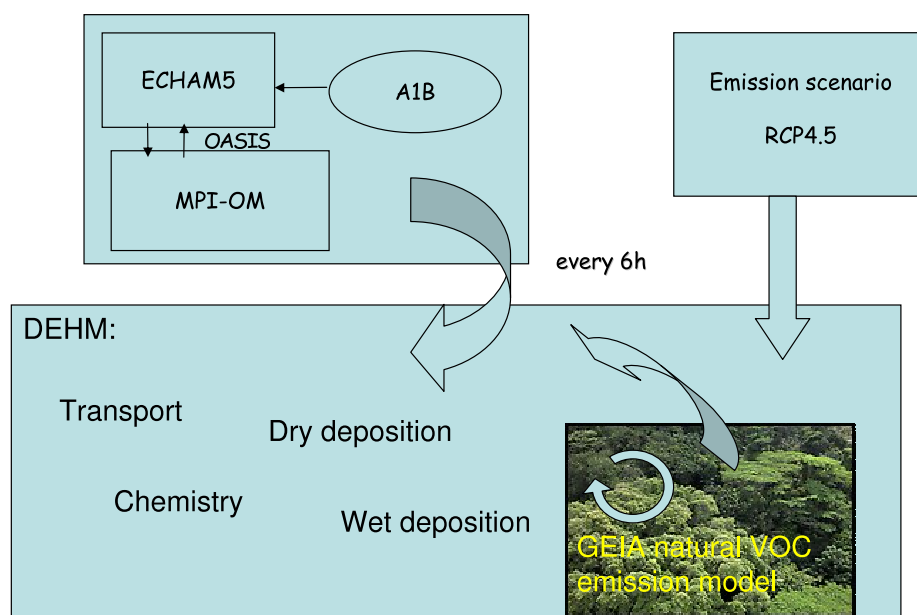 ECHAM5
A1B
OASIS
MPI-OM
Emission scenario
RCP4.5
every 6h
DEHM:
Transport
Dry deposition
Chemistry
Wet deposition
GEIA natural VOC
emission model